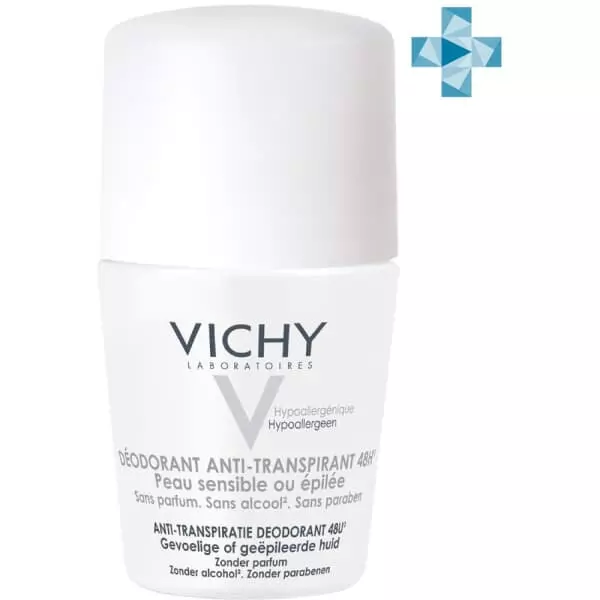 VICHY
LABORATOIRES
V
Hypoallergénique
Hypoallergeen
DÉODORANT ANTI-TRANSPIRANT 48H¹
Peau sensible ou épilée
Sans parfum. Sans alcool². Sans paraben
ANTI-TRANSPIRATIE DEODORANT 48U¹
Gevoelige of geëpileerde huid
Zonder parfum
Zonder alcohol². Zonder parabenen